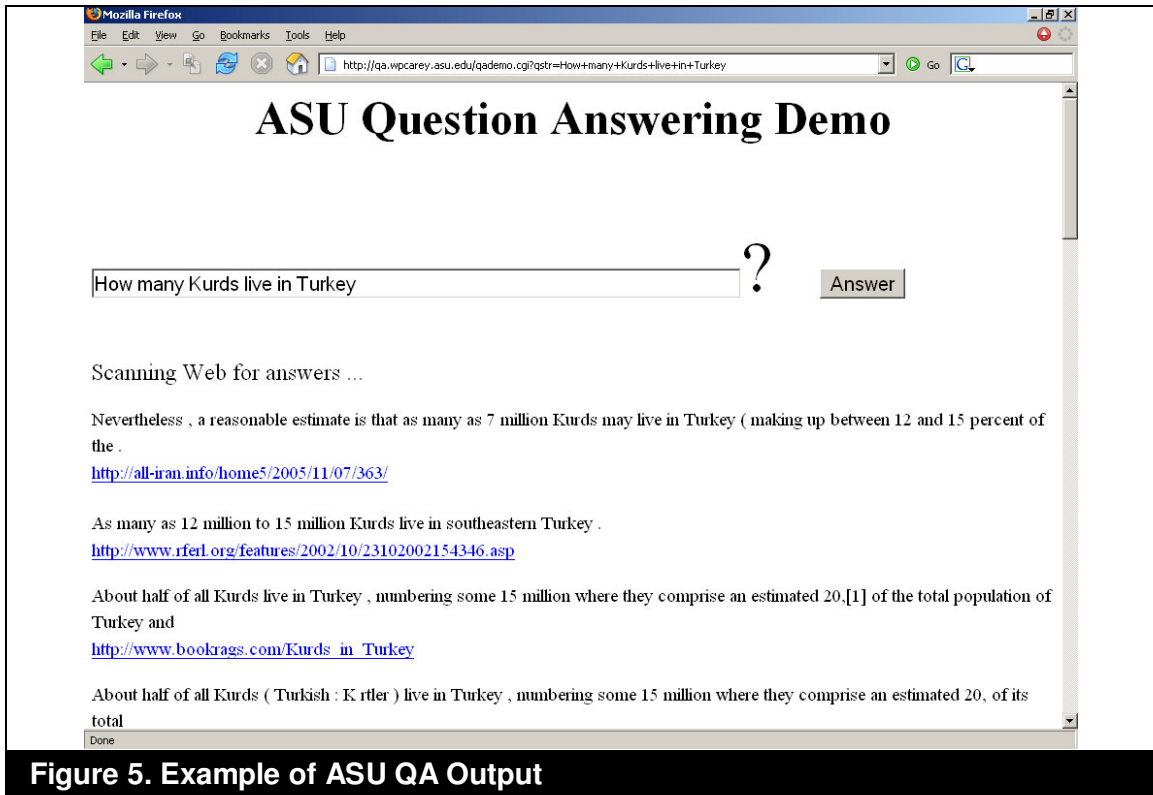 Mozilla Firefox
File Edit View Go Bookmarks Tools Help
http://qa.wpcarey.asu.edu/qademo.cgi?qstr=How+many+Kurds+live+in+Turkey Go G
ASU Question Answering Demo
How many Kurds live in Turkey ? Answer
Scanning Web for answers ...
Nevertheless , a reasonable estimate is that as many as 7 million Kurds may live in Turkey ( making up between 12 and 15 percent of
the .
http://all-iran.info/home5/2005/11/07/363/
As many as 12 million to 15 million Kurds live in southeastern Turkey .
http://www.rferl.org/features/2002/10/23102002154346.asp
About half of all Kurds live in Turkey , numbering some 15 million where they comprise an estimated 20,[1] of the total population of
Turkey and
http://www.bookrags.com/Kurds_in_Turkey
About half of all Kurds ( Turkish : K rtler ) live in Turkey , numbering some 15 million where they comprise an estimated 20, of its
total
Done
Figure 5. Example of ASU QA Output